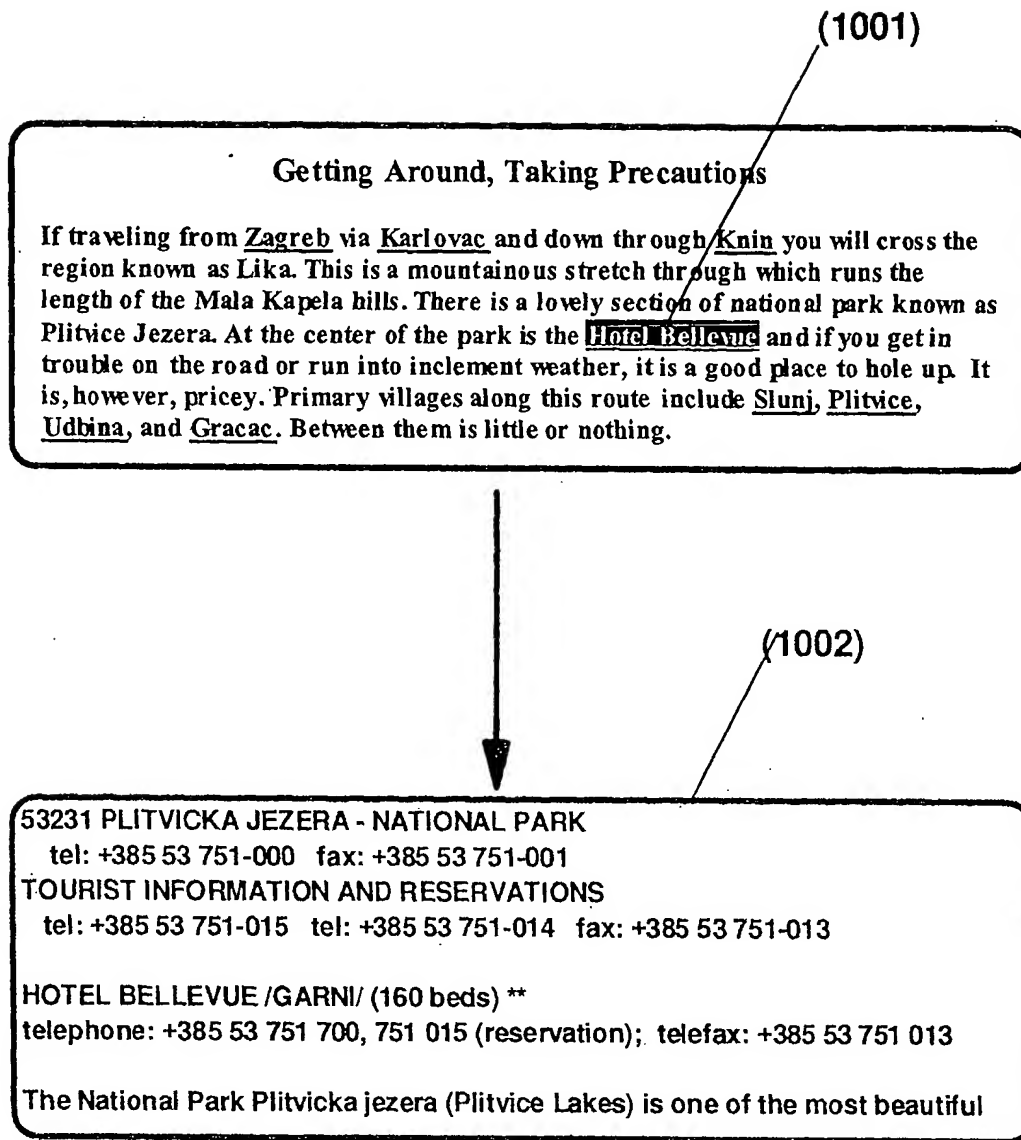 (1001)
Getting Around, Taking Precautions
If traveling from Zagreb via Karlovac and down through Knin you will cross the
region known as Lika. This is a mountainous stretch through which runs the
length of the Mala Kapela hills. There is a lovely section of national park known as
Plitvice Jezera. At the center of the park is the Hotel Bellevue and if you get in
trouble on the road or run into inclement weather, it is a good place to hole up. It
is, however, pricey. Primary villages along this route include Slunj, Plitvice,
Udbina, and Gracac. Between them is little or nothing.
(1002)
53231 PLITVICKA JEZERA - NATIONAL PARK
tel: +385 53 751-000 fax: +385 53 751-001
TOURIST INFORMATION AND RESERVATIONS
tel: +385 53 751-015 tel: +385 53 751-014 fax: +385 53 751-013
HOTEL BELLEVUE /GARNI/ (160 beds) **
telephone: +385 53 751 700, 751 015 (reservation); telefax: +385 53 751 013
The National Park Plitvicka jezera (Plitvice Lakes) is one of the most beautiful